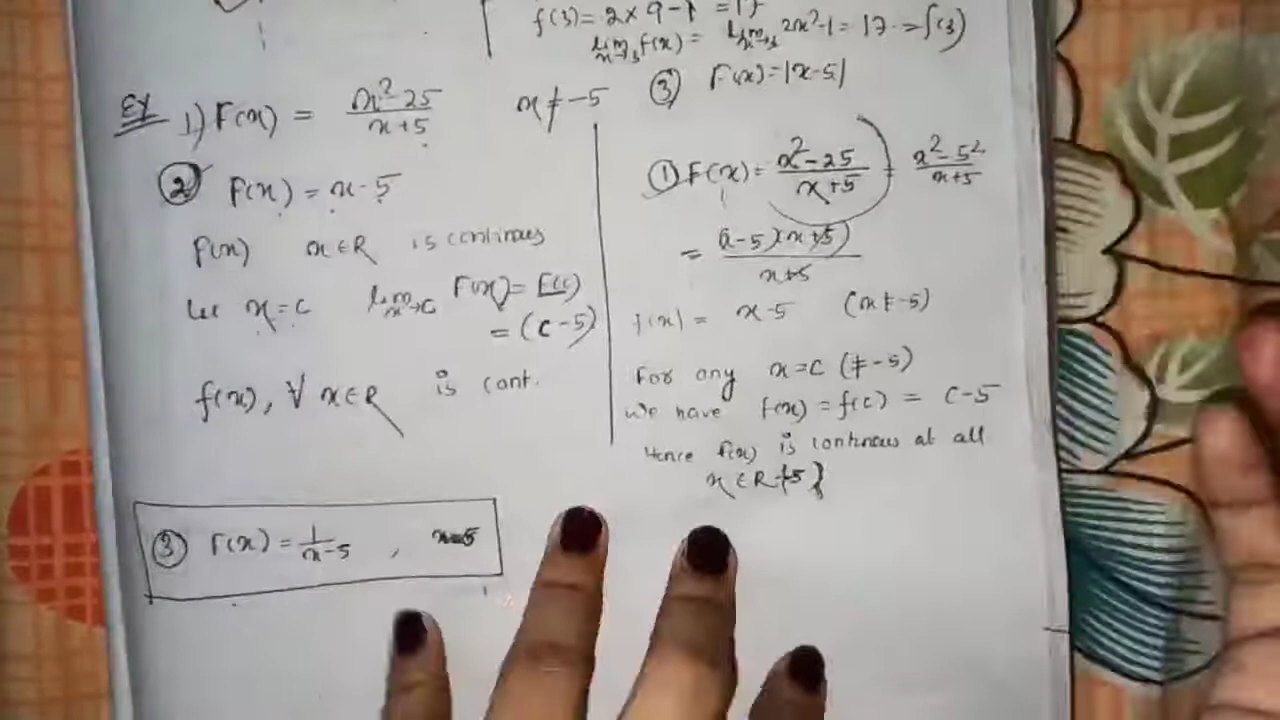 f(3) = 2 x 9 - 1 = 17
lim x→3 f(x) = lim x→3 2x² - 1 = 17 = f(3)
③ F(x) = |x - 5|
Ex 1) F(x) = x² - 25 / x + 5 x ≠ -5
② F(x) = x - 5
F(x) x ∈ R is continous
Let x = c lim x→c F(x) = F(c)
= (c - 5)
f(x), ∀ x ∈ R is cont.
③ F(x) = 1 / x - 5 ,
① F(x) = x² - 25 / x + 5 = x² - 5² / x + 5
= (x - 5)(x + 5) / x + 5
f(x) = x - 5 (x ≠ -5)
For any x = c (≠ -5)
we have f(x) = f(c) = c - 5
Hence f(x) is continous at all
x ∈ R - {5}